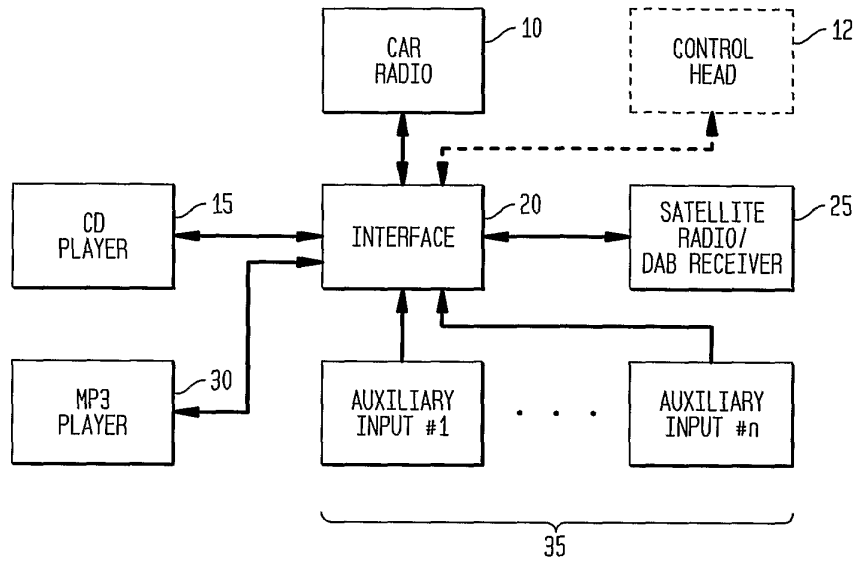 CAR
RADIO
10
CONTROL
HEAD
12
CD
PLAYER
15
INTERFACE
20
SATELLITE
RADIO/
DAB RECEIVER
25
MP3
PLAYER
30
AUXILIARY
INPUT #1
. . .
AUXILIARY
INPUT #n
35